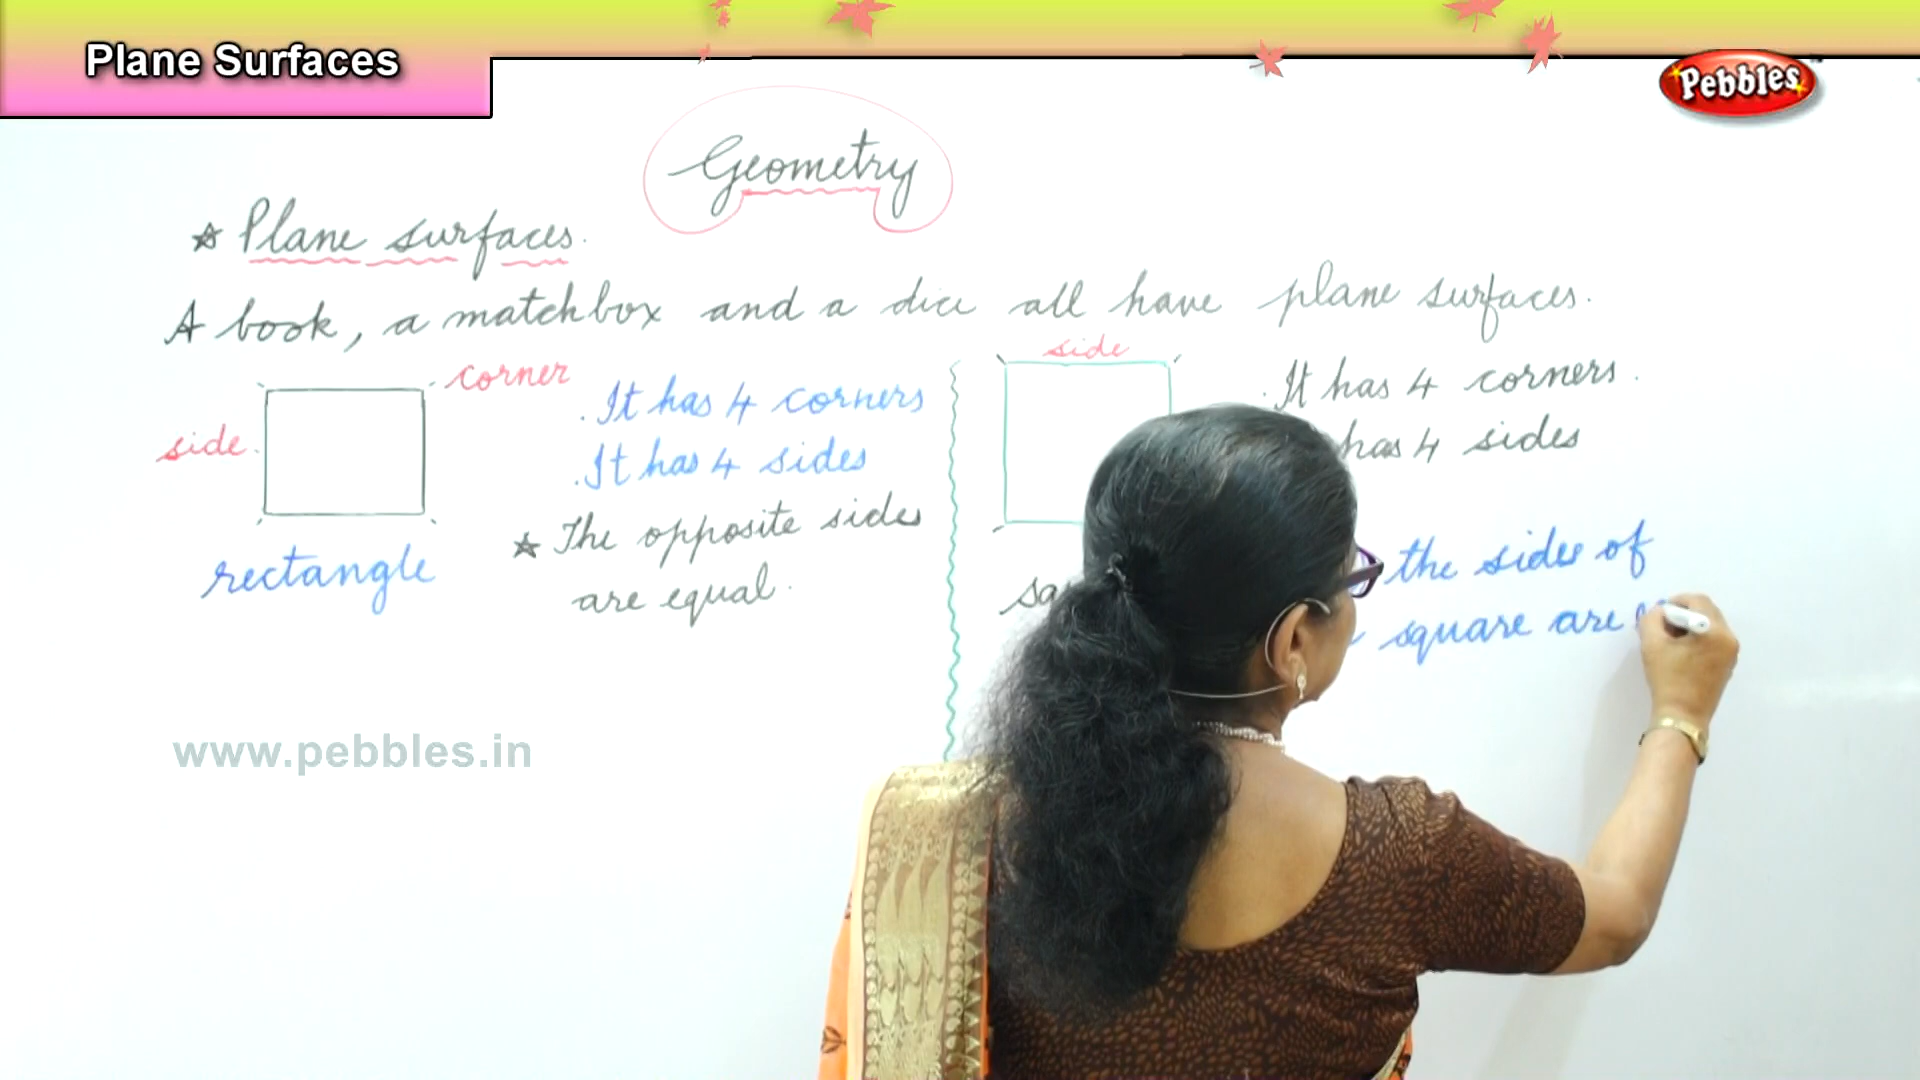 Plane Surfaces
Pebbles
Geometry
Plane surfaces.
A book, a matchbox and a dice all have plane surfaces.
corner
side
rectangle
. It has 4 corners
. It has 4 sides
The opposite sides
are equal.
side
. It has 4 corners.
has 4 sides
the sides of
square are
www.pebbles.in